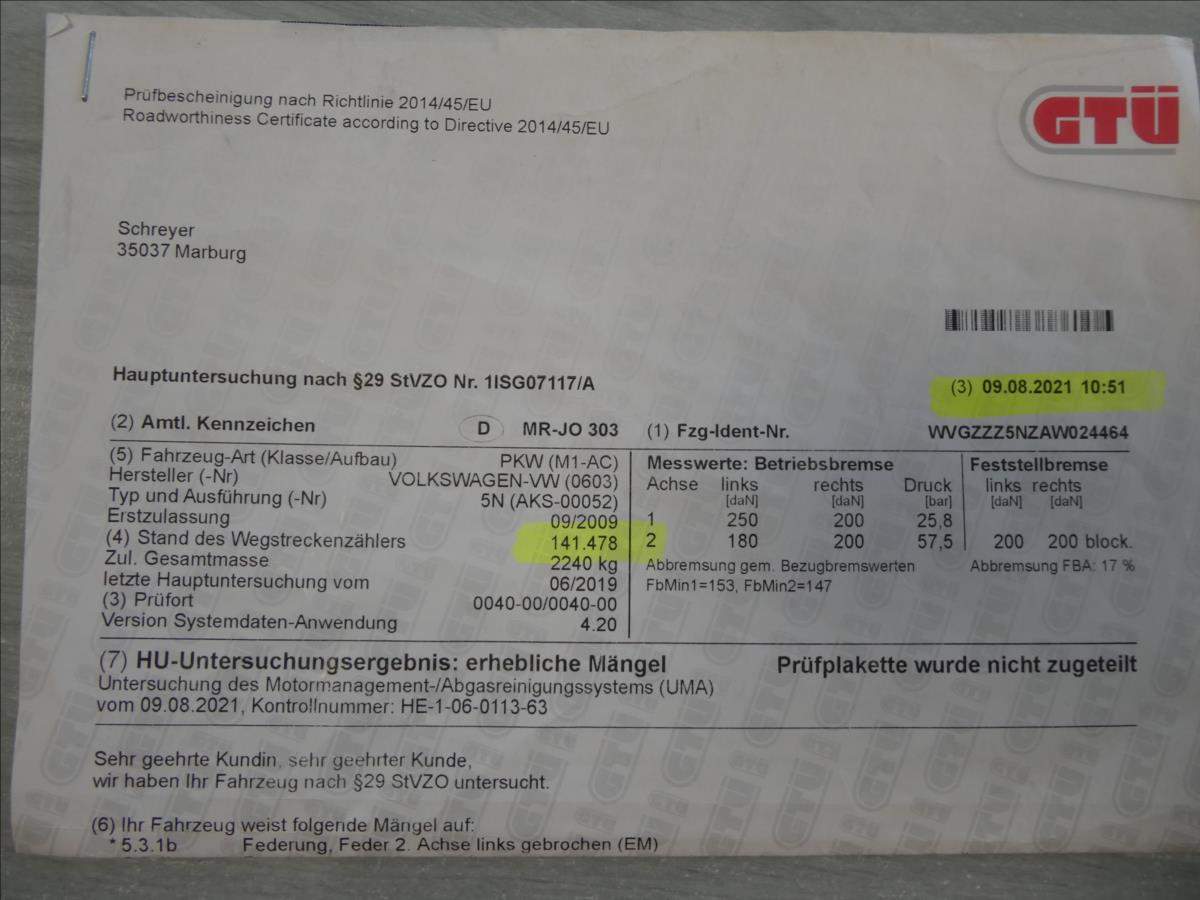 Prüfbescheinigung nach Richtlinie 2014/45/EU
Roadworthiness Certificate according to Directive 2014/45/EU
GTÜ
Schreyer
35037 Marburg
Hauptuntersuchung nach §29 StVZO Nr. 1ISG07117/A
(3) 09.08.2021 10:51
(2) Amtl. Kennzeichen D MR-JO 303
(1) Fzg-Ident-Nr. WVGZZZ5NZAW024464
(5) Fahrzeug-Art (Klasse/Aufbau) PKW (M1-AC)
Hersteller (-Nr) VOLKSWAGEN-VW (0603)
Typ und Ausführung (-Nr) 5N (AKS-00052)
Erstzulassung 09/2009
(4) Stand des Wegstreckenzählers 141.478
Zul. Gesamtmasse 2240 kg
letzte Hauptuntersuchung vom 06/2019
(3) Prüfort 0040-00/0040-00
Version Systemdaten-Anwendung 4.20
Messwerte: Betriebsbremse Feststellbremse
Achse links rechts Druck links rechts
[daN] [daN] [bar] [daN] [daN]
1 250 200 25,8
2 180 200 57,5 200 200 block.
Abbremsung gem. Bezugbremswerten Abbremsung FBA: 17 %
FbMin1=153, FbMin2=147
(7) HU-Untersuchungsergebnis: erhebliche Mängel Prüfplakette wurde nicht zugeteilt
Untersuchung des Motormanagement-/Abgasreinigungssystems (UMA)
vom 09.08.2021, Kontrollnummer: HE-1-06-0113-63
Sehr geehrte Kundin, sehr geehrter Kunde,
wir haben Ihr Fahrzeug nach §29 StVZO untersucht.
(6) Ihr Fahrzeug weist folgende Mängel auf:
* 5.3.1b Federung, Feder 2. Achse links gebrochen (EM)